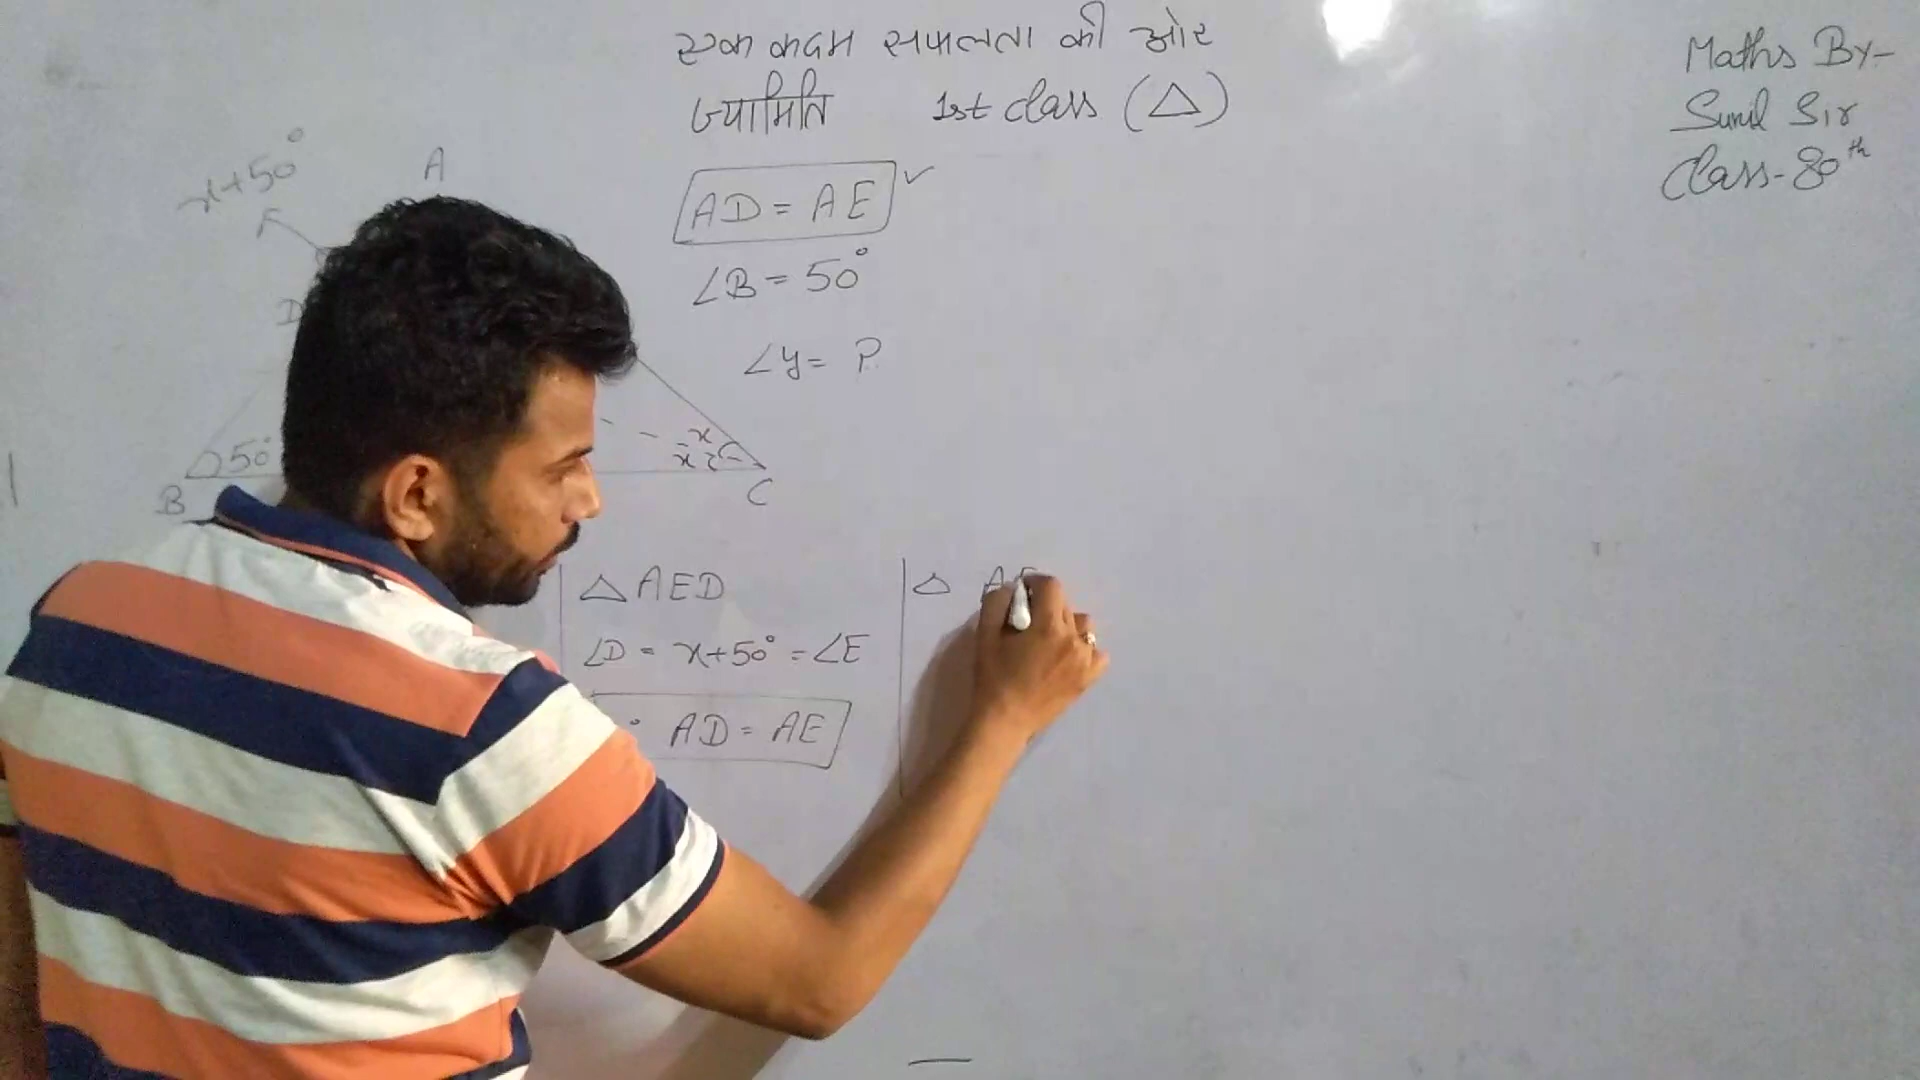 एक कदम सफलता की ओर
ज्यामिति 1st class (△)
Maths By-
Sunil Sir
Class-80th
x+50°
A
D
50°
B
x
x
C
AD = AE ✓
∠B = 50°
∠y = ?
△AED
∠D = x+50° = ∠E
AD = AE
△ AE